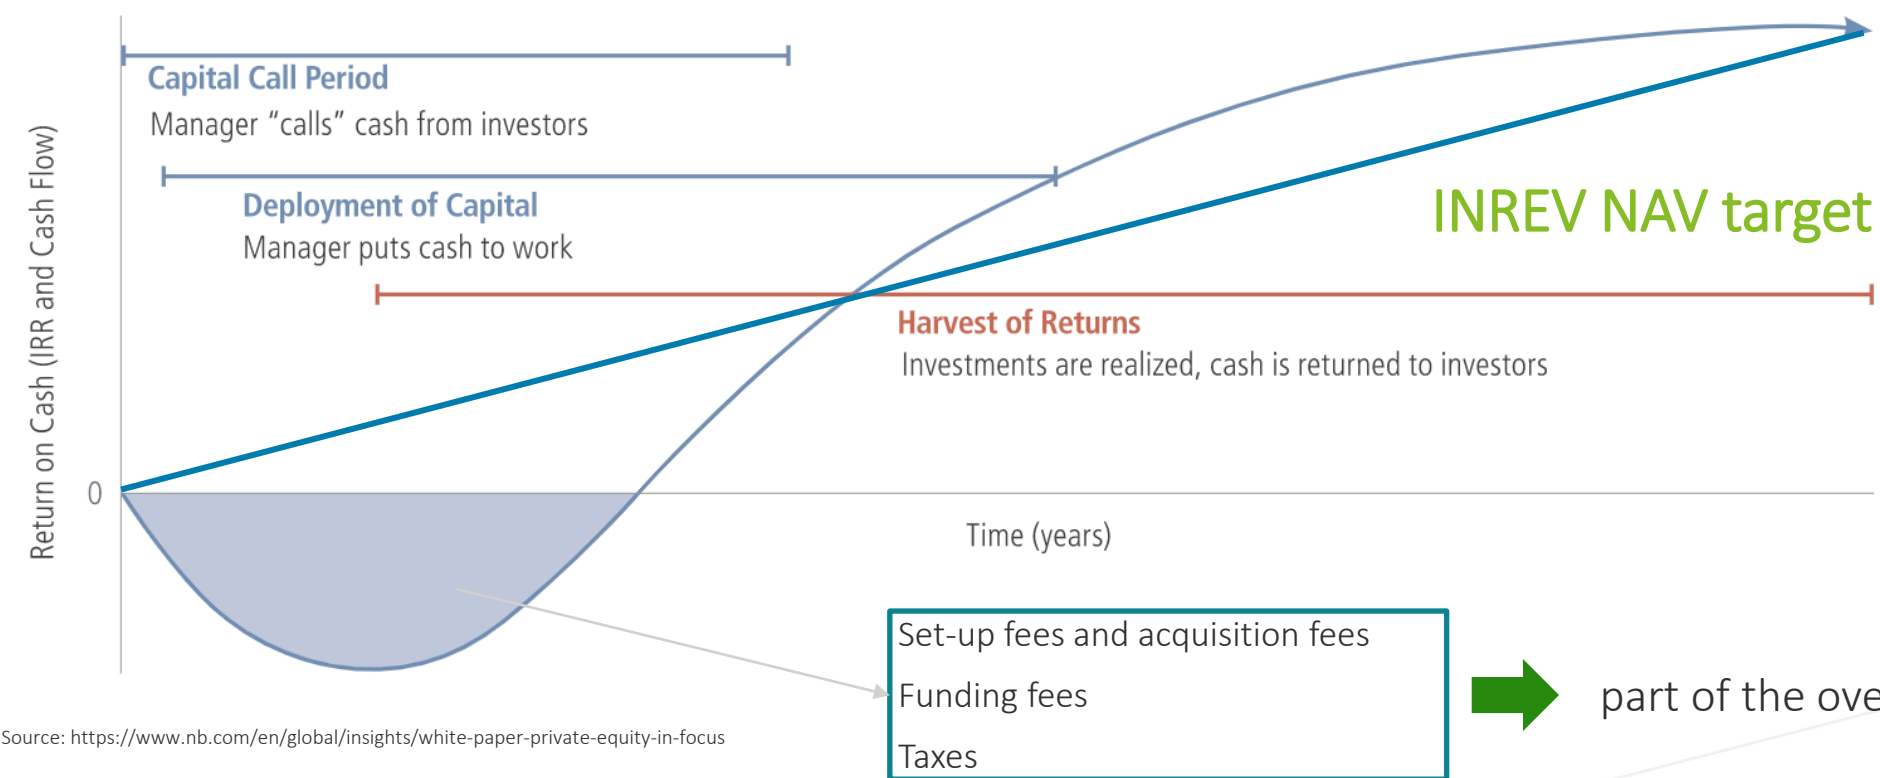 Capital Call Period
Manager “calls” cash from investors
Deployment of Capital
Manager puts cash to work
INREV NAV target
Harvest of Returns
Investments are realized, cash is returned to investors
Return on Cash (IRR and Cash Flow)
0
Time (years)
Set-up fees and acquisition fees
Funding fees
Taxes
part of the ove
Source: https://www.nb.com/en/global/insights/white-paper-private-equity-in-focus